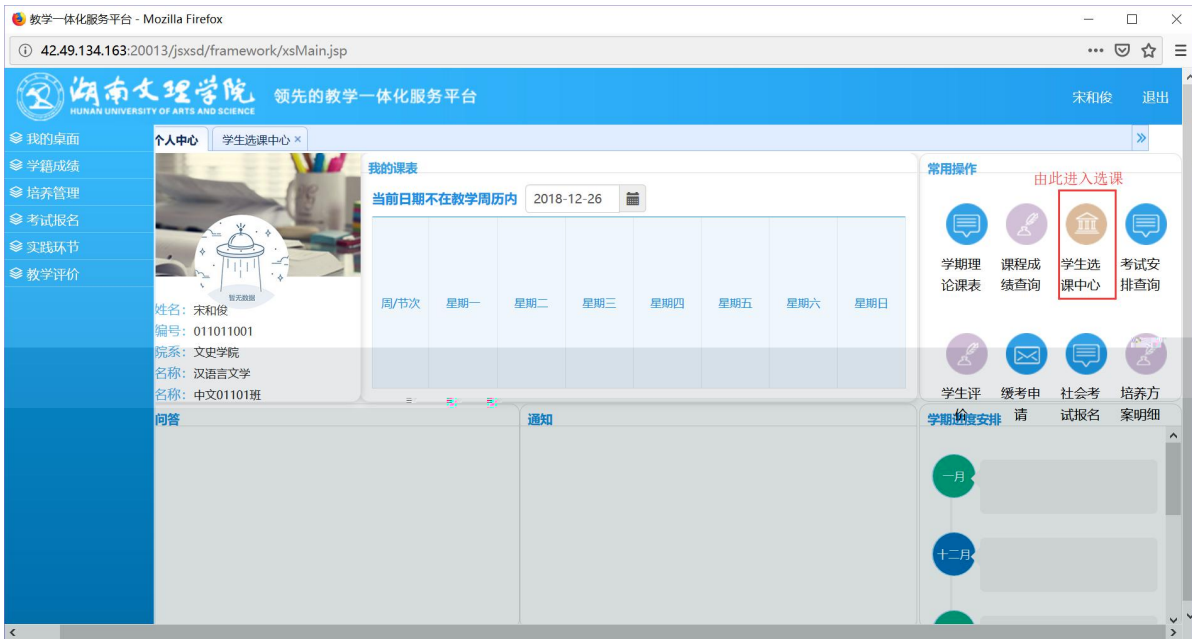 教学一体化服务平台 - Mozilla Firefox
42.49.134.163:20013/jsxsd/framework/xsMain.jsp
湖南文理学院
HUNAN UNIVERSITY OF ARTS AND SCIENCE
领先的教学一体化服务平台
宋和俊 退出
我的桌面
学籍成绩
培养管理
考试报名
实践环节
教学评价
个人中心 学生选课中心 ×
暂无数据
姓名: 宋和俊
编号: 011011001
院系: 文史学院
名称: 汉语言文学
名称: 中文01101班
我的课表
当前日期不在教学周历内 2018-12-26
周/节次 星期一 星期二 星期三 星期四 星期五 星期六 星期日
常用操作
由此进入选课
学期理论课表
课程成绩查询
学生选课中心
考试安排查询
学生评价
缓考申请
社会考试报名
培养方案明细
问答
通知
学期进度安排
一月
十二月